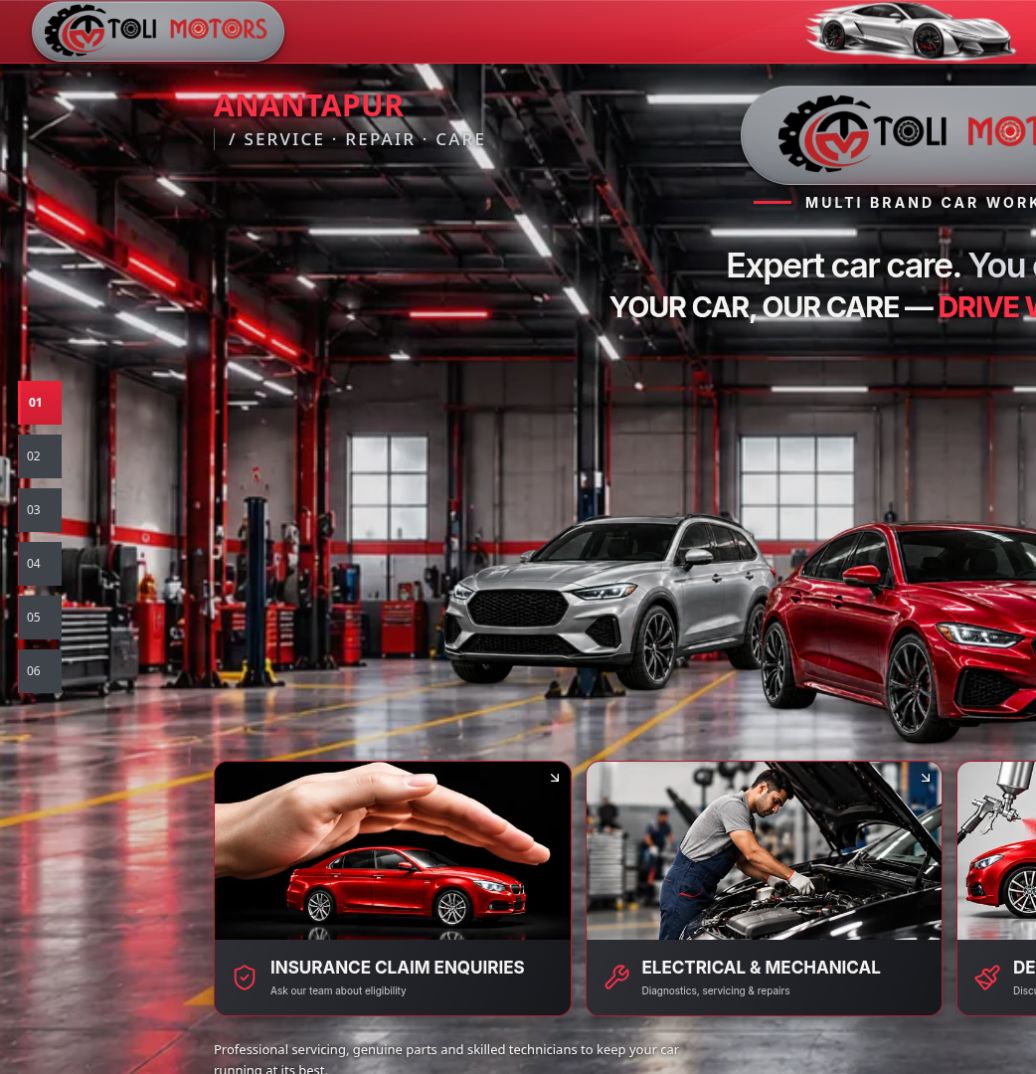 TOLI MOTORS
ANANTAPUR
/ SERVICE · REPAIR · CARE
TOLI MOT
MULTI BRAND CAR WORK
Expert car care. You
YOUR CAR, OUR CARE — DRIVE
01
02
03
04
05
06
INSURANCE CLAIM ENQUIRIES
Ask our team about eligibility
ELECTRICAL & MECHANICAL
Diagnostics, servicing & repairs
DE
Discu
Professional servicing, genuine parts and skilled technicians to keep your car
running at its best.